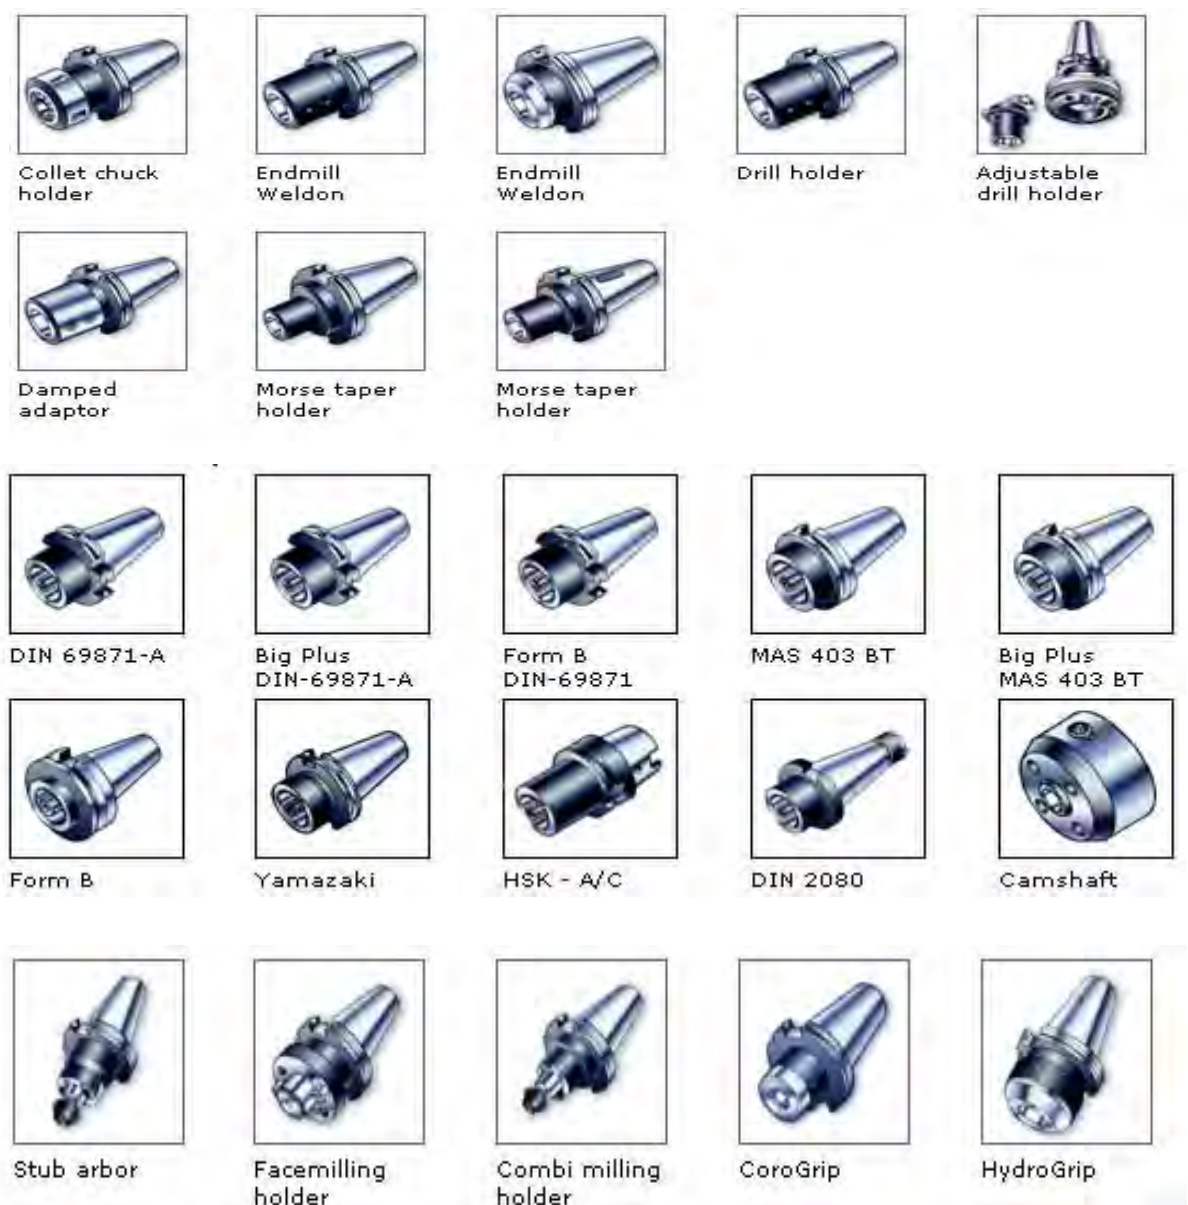 Collet chuck
holder
Endmill
Weldon
Endmill
Weldon
Drill holder
Adjustable
drill holder
Damped
adaptor
Morse taper
holder
Morse taper
holder
DIN 69871-A
Big Plus
DIN-69871-A
Form B
DIN-69871
MAS 403 BT
Big Plus
MAS 403 BT
Form B
Yamazaki
HSK - A/C
DIN 2080
Camshaft
Stub arbor
Facemilling
holder
Combi milling
holder
CoroGrip
HydroGrip